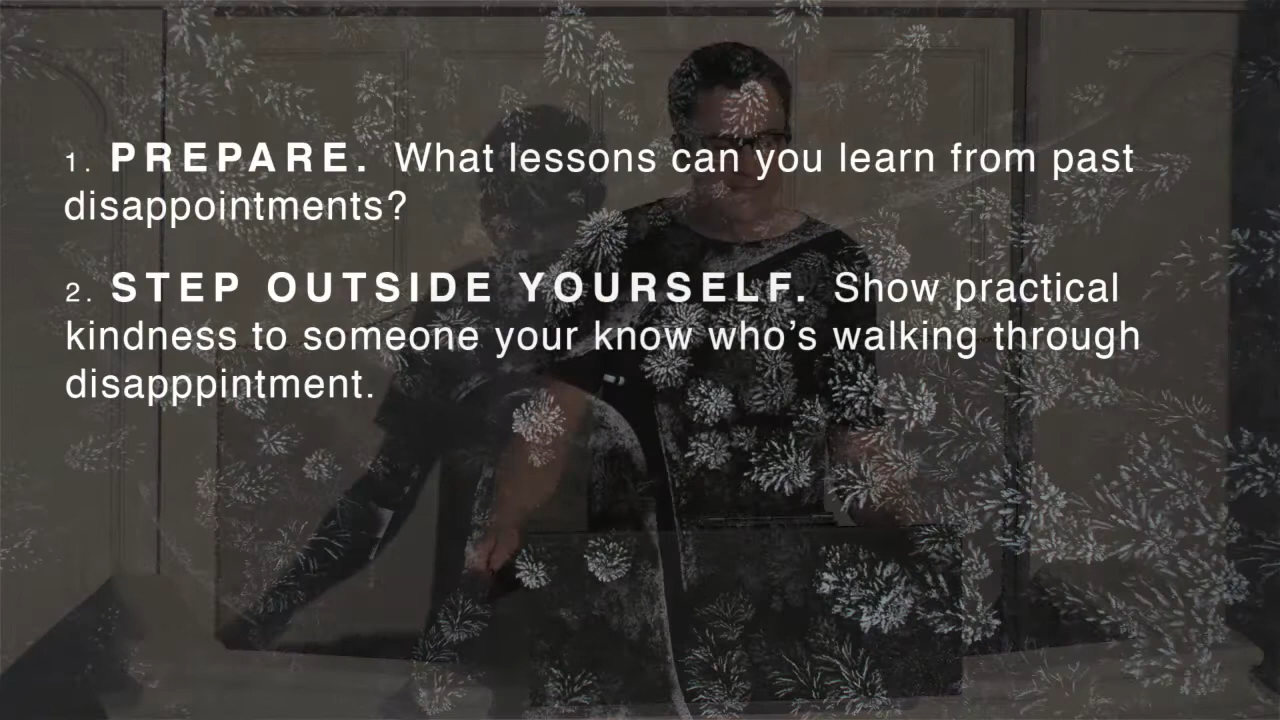 1. PREPARE. What lessons can you learn from past
disappointments?
2. STEP OUTSIDE YOURSELF. Show practical
kindness to someone your know who’s walking through
disapppintment.